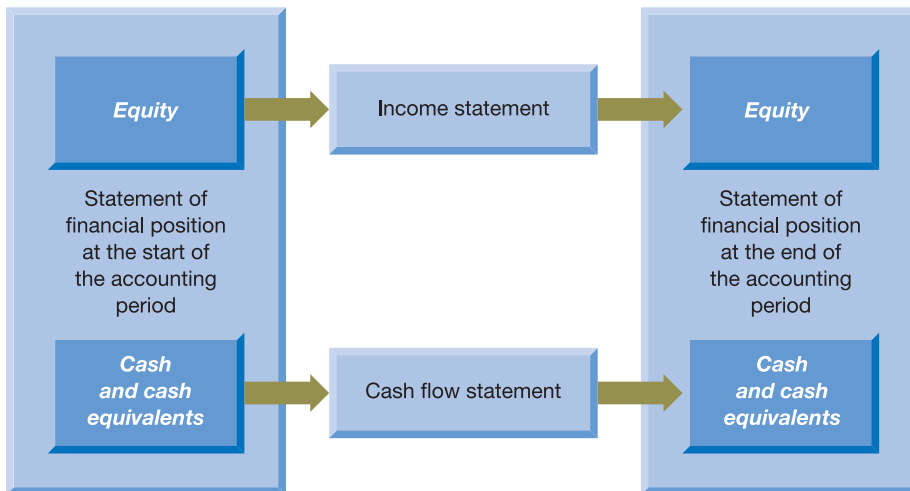 Equity
Income statement
Equity
Statement of
financial position
at the start of
the accounting
period
Statement of
financial position
at the end of
the accounting
period
Cash
and cash
equivalents
Cash flow statement
Cash
and cash
equivalents